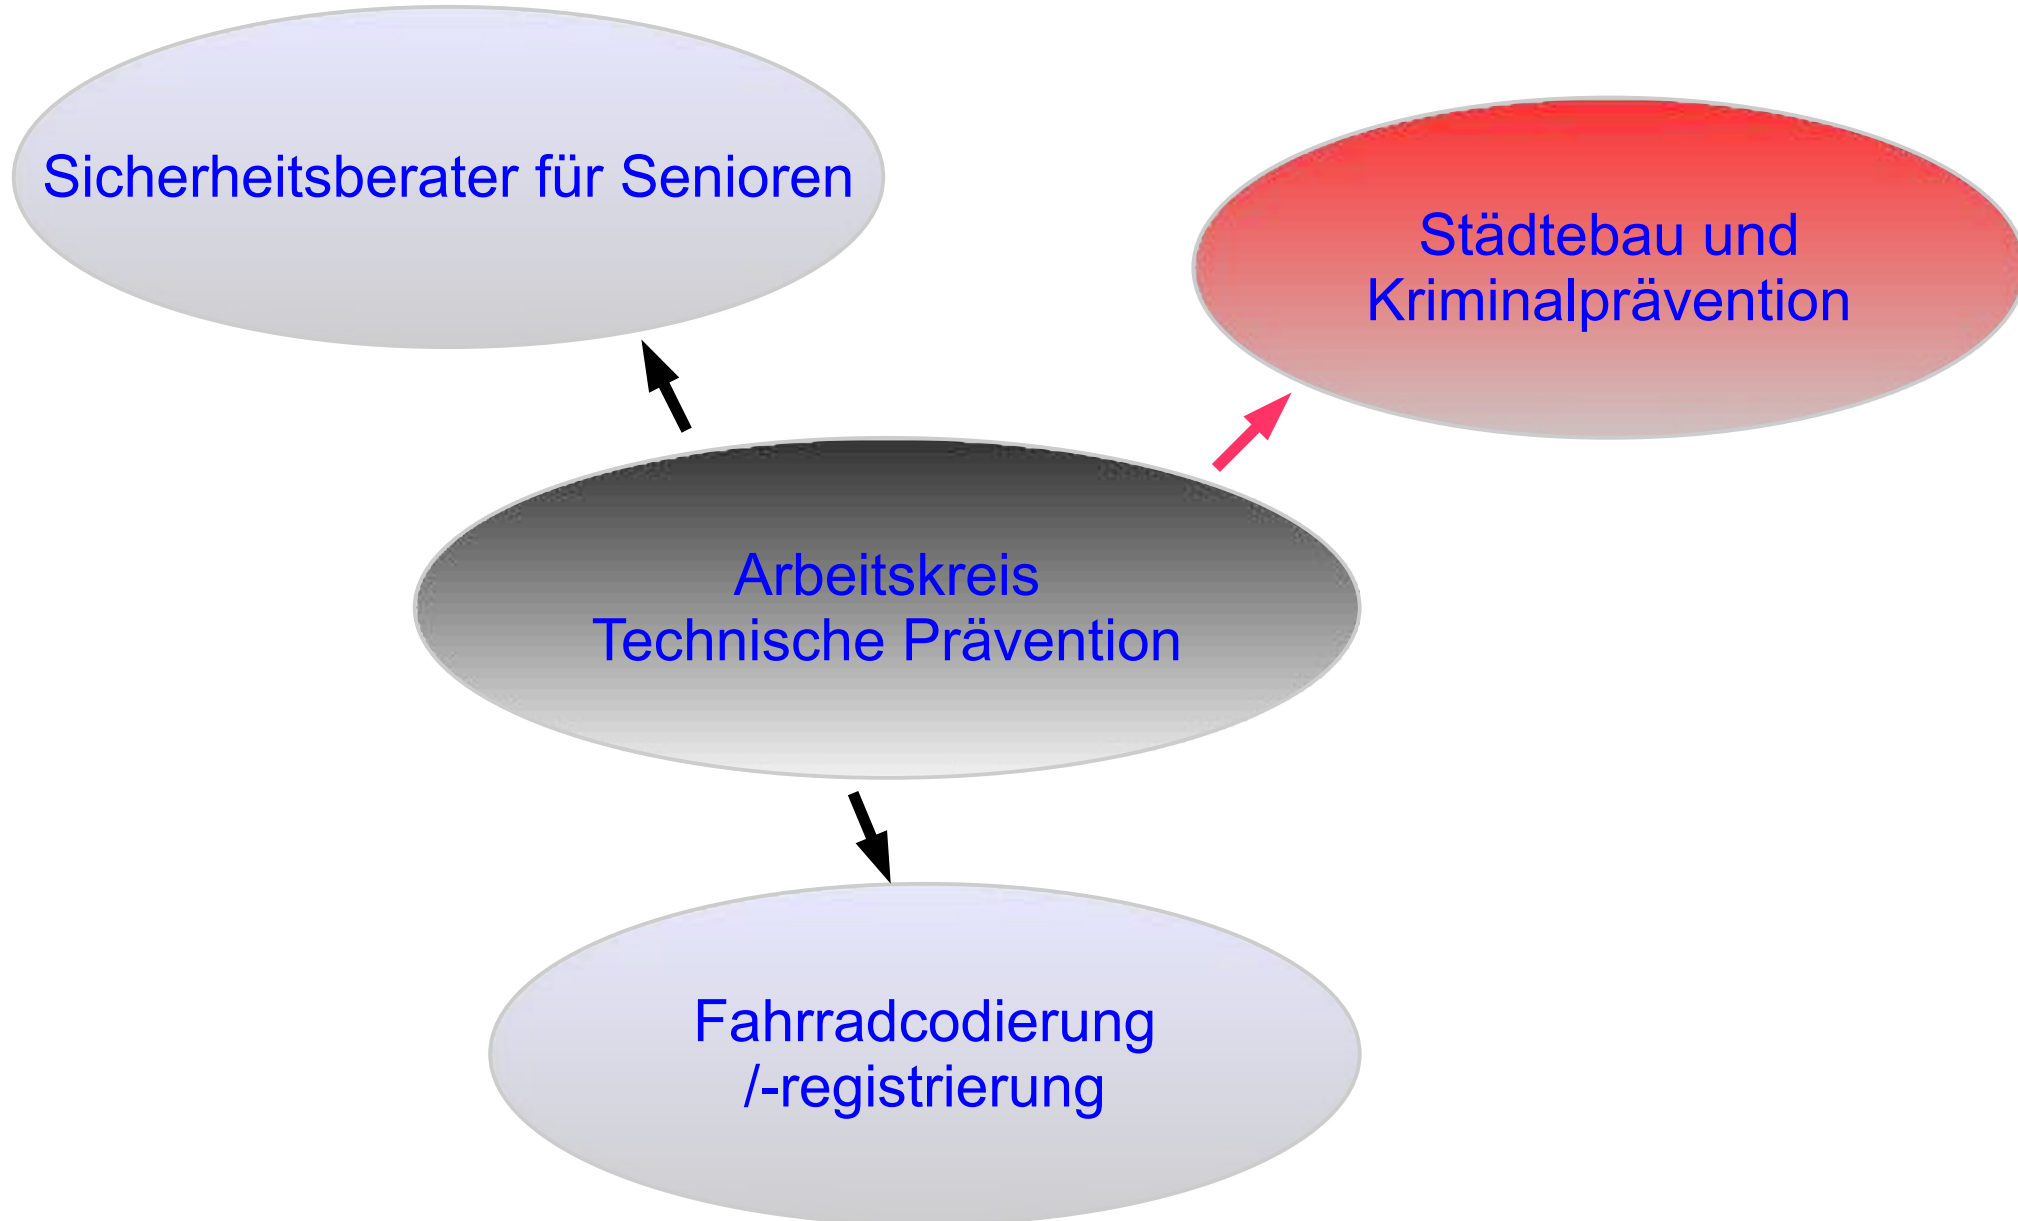 Sicherheitsberater für Senioren
Städtebau und
Kriminalprävention
Arbeitskreis
Technische Prävention
Fahrradcodierung
/-registrierung